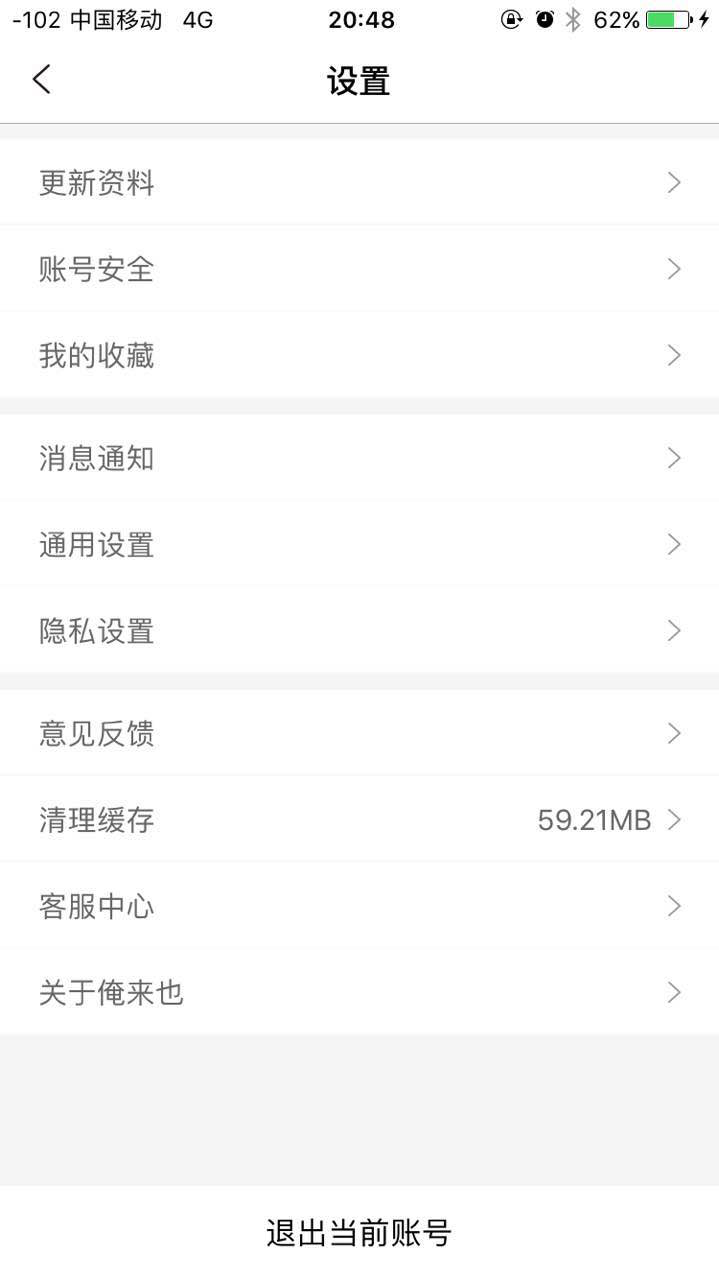 -102 中国移动 4G 20:48 62%
设置
更新资料
账号安全
我的收藏
消息通知
通用设置
隐私设置
意见反馈
清理缓存 59.21MB
客服中心
关于俺来也
退出当前账号